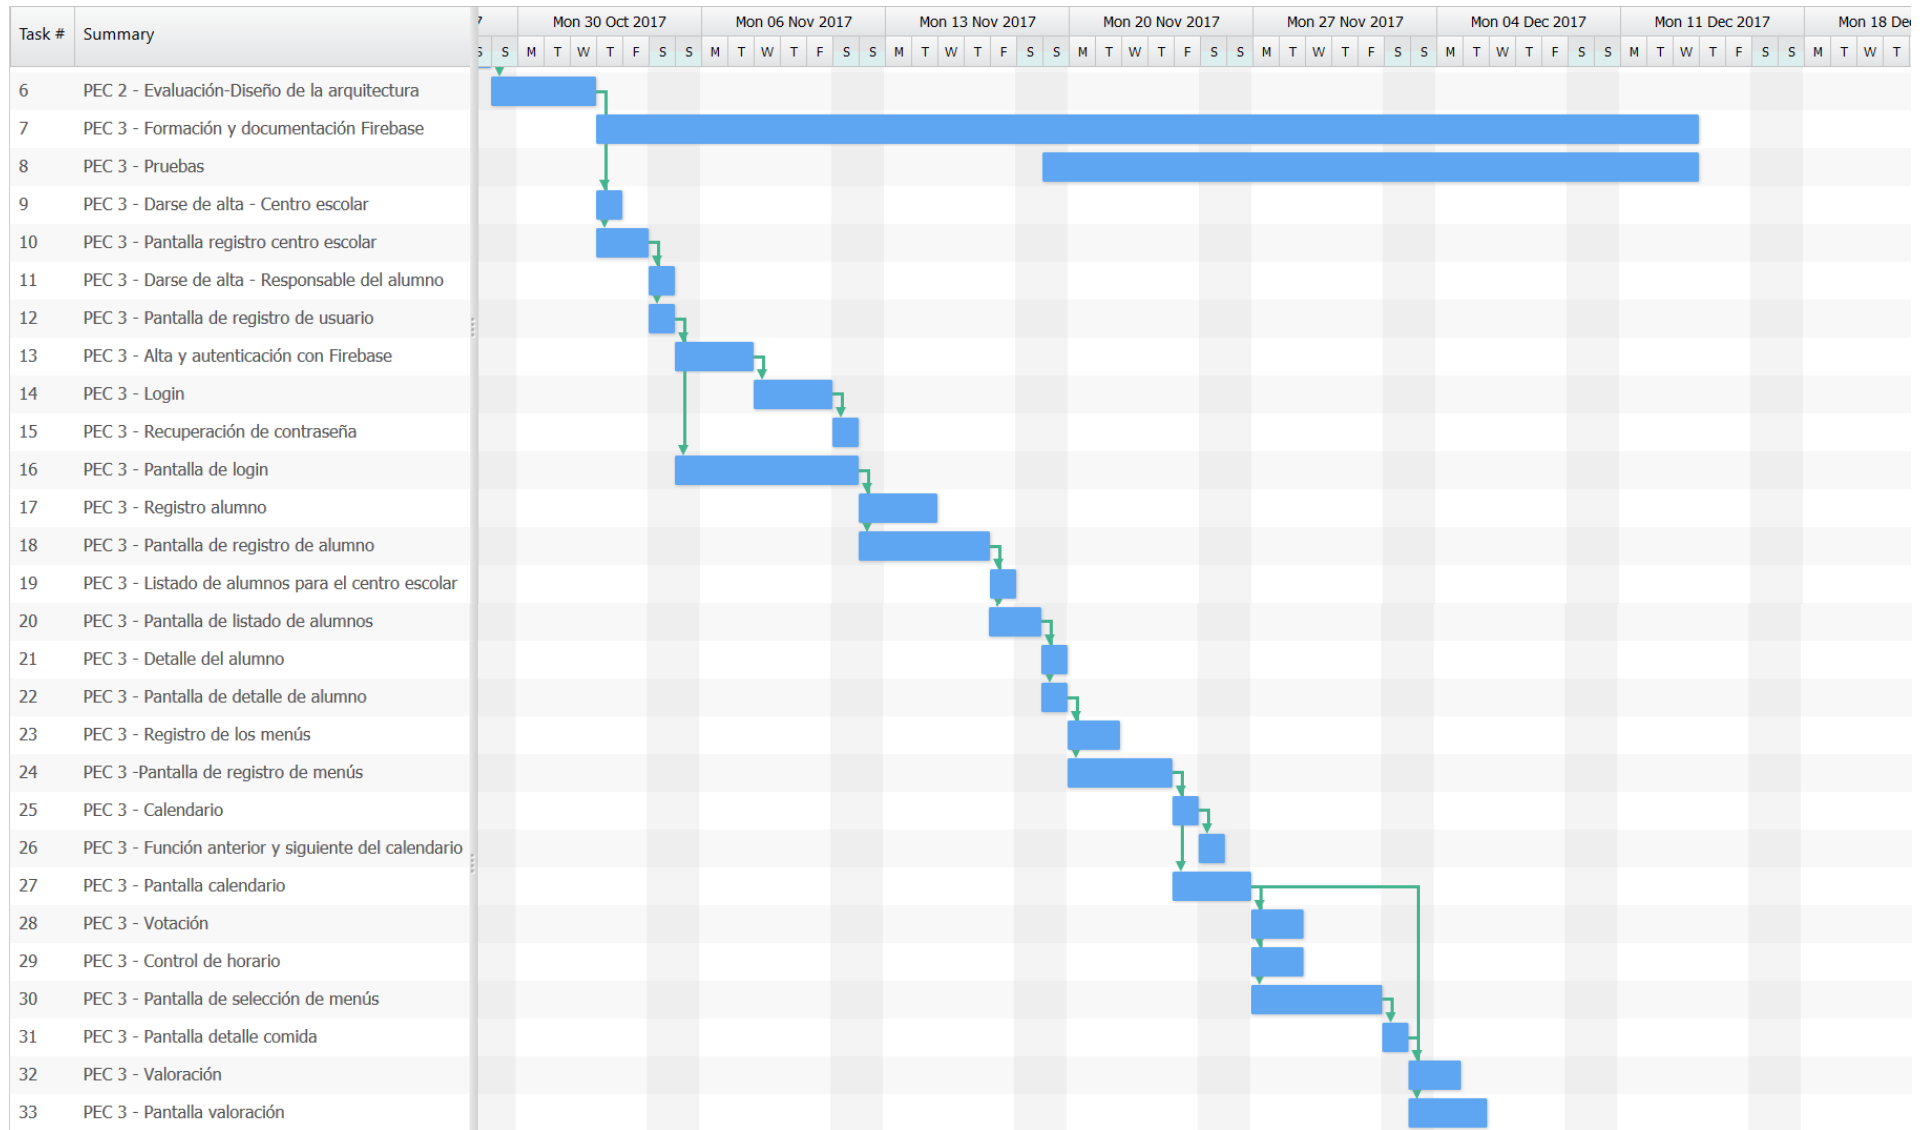 Task # Summary 7 Mon 30 Oct 2017 Mon 06 Nov 2017 Mon 13 Nov 2017 Mon 20 Nov 2017 Mon 27 Nov 2017 Mon 04 Dec 2017 Mon 11 Dec 2017 Mon 18 De
S S M T W T F S S M T W T F S S M T W T F S S M T W T F S S M T W T F S S M T W T F S S M T W T F S S M T W T
6 PEC 2 - Evaluación-Diseño de la arquitectura
7 PEC 3 - Formación y documentación Firebase
8 PEC 3 - Pruebas
9 PEC 3 - Darse de alta - Centro escolar
10 PEC 3 - Pantalla registro centro escolar
11 PEC 3 - Darse de alta - Responsable del alumno
12 PEC 3 - Pantalla de registro de usuario
13 PEC 3 - Alta y autenticación con Firebase
14 PEC 3 - Login
15 PEC 3 - Recuperación de contraseña
16 PEC 3 - Pantalla de login
17 PEC 3 - Registro alumno
18 PEC 3 - Pantalla de registro de alumno
19 PEC 3 - Listado de alumnos para el centro escolar
20 PEC 3 - Pantalla de listado de alumnos
21 PEC 3 - Detalle del alumno
22 PEC 3 - Pantalla de detalle de alumno
23 PEC 3 - Registro de los menús
24 PEC 3 -Pantalla de registro de menús
25 PEC 3 - Calendario
26 PEC 3 - Función anterior y siguiente del calendario
27 PEC 3 - Pantalla calendario
28 PEC 3 - Votación
29 PEC 3 - Control de horario
30 PEC 3 - Pantalla de selección de menús
31 PEC 3 - Pantalla detalle comida
32 PEC 3 - Valoración
33 PEC 3 - Pantalla valoración